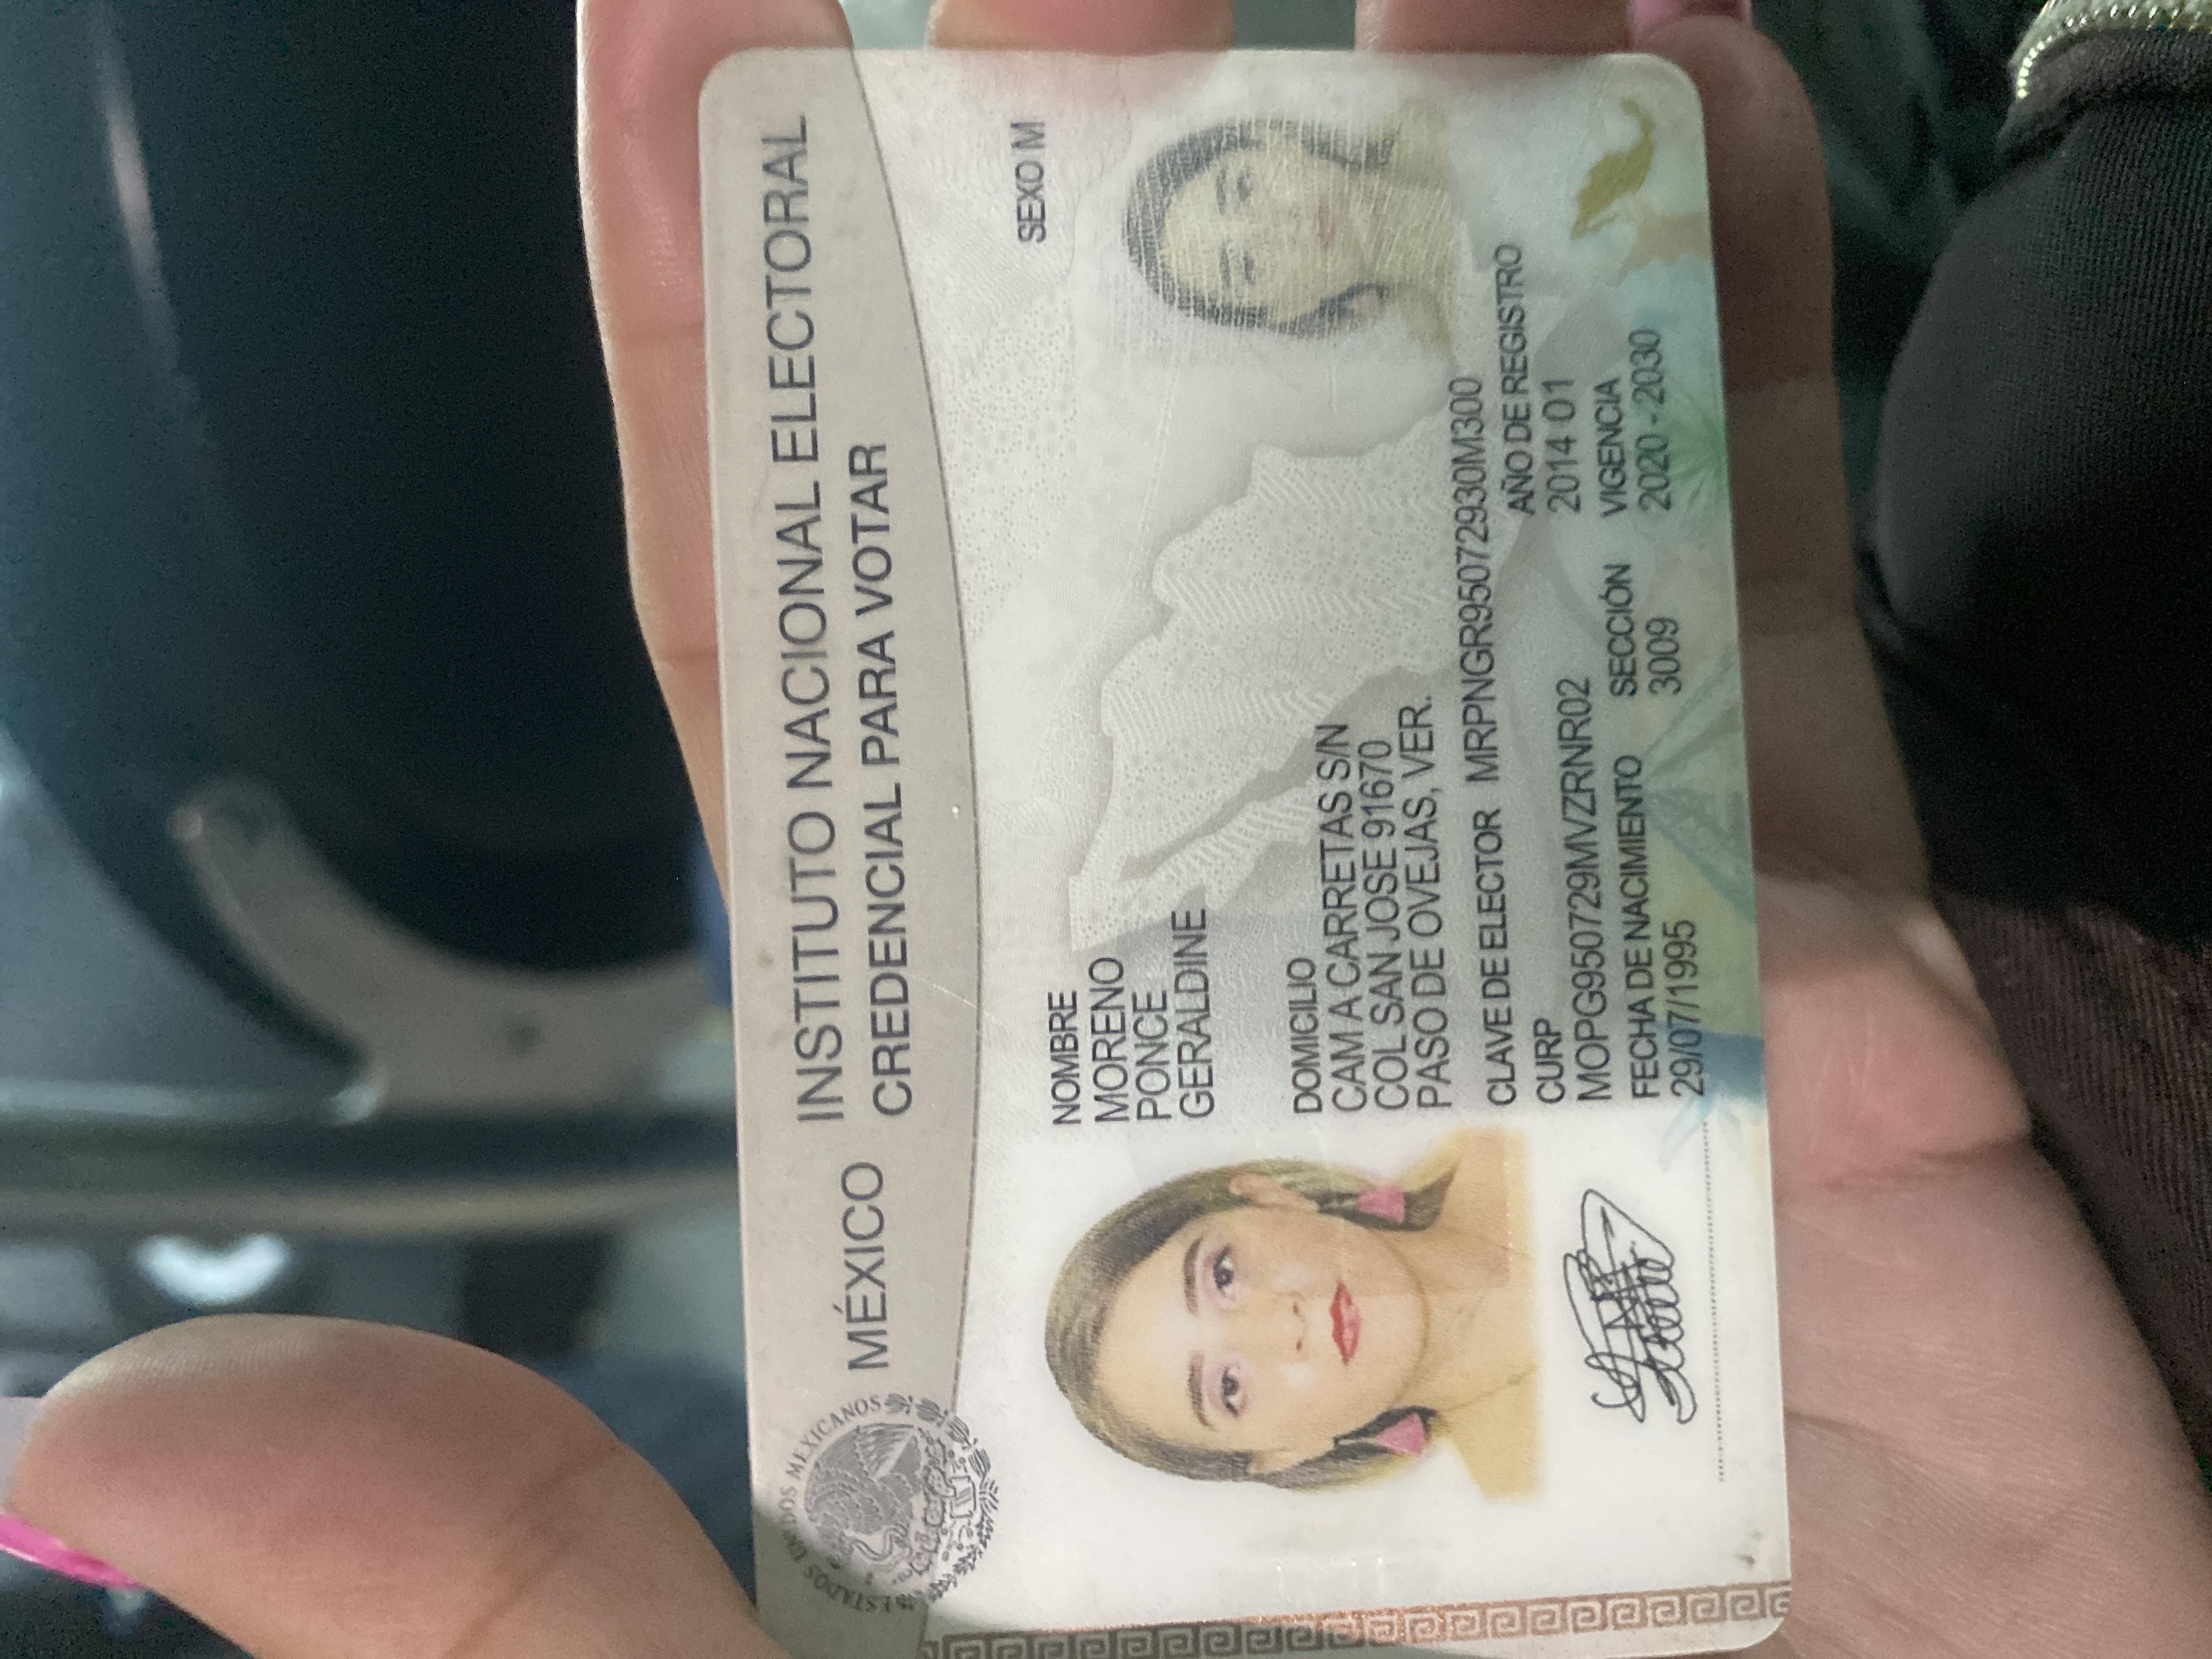 MÉXICO INSTITUTO NACIONAL ELECTORAL
CREDENCIAL PARA VOTAR
ESTADOS UNIDOS MEXICANOS
NOMBRE
MORENO
PONCE
GERALDINE
SEXO M
DOMICILIO
CAM A CARRETAS S/N
COL SAN JOSE 91670
PASO DE OVEJAS, VER.
CLAVE DE ELECTOR MRPNGR95072930M300
CURP
MOPG950729MVZRNR02
AÑO DE REGISTRO
2014 01
FECHA DE NACIMIENTO
29/07/1995
SECCIÓN
3009
VIGENCIA
2020 - 2030